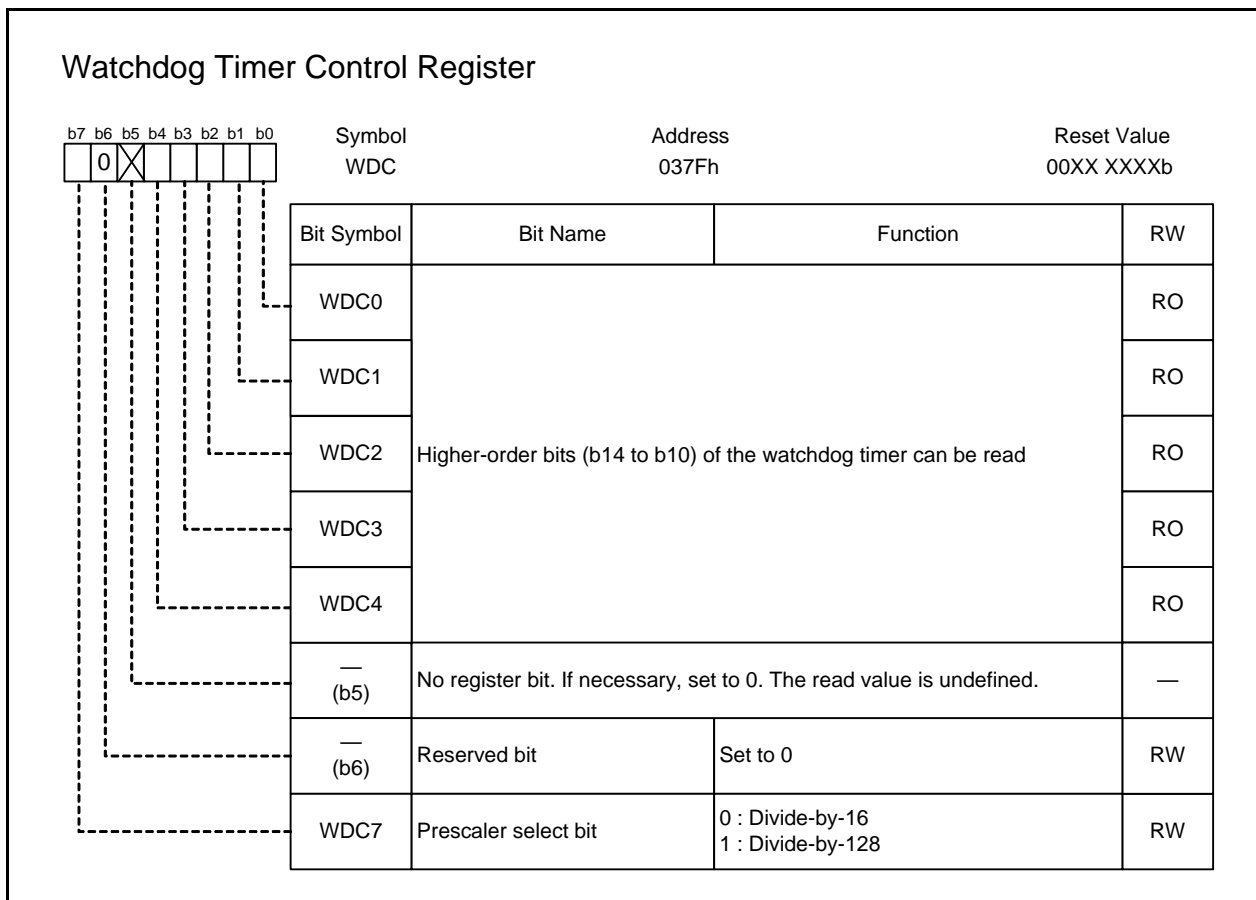 Watchdog Timer Control Register
b7 b6 b5 b4 b3 b2 b1 b0
Symbol Address Reset Value
0
WDC 037Fh 00XX XXXXb
Bit Symbol Bit Name Function RW
WDC0 RO
WDC1 RO
WDC2 Higher-order bits (b14 to b10) of the watchdog timer can be read RO
WDC3 RO
WDC4 RO
—
(b5) No register bit. If necessary, set to 0. The read value is undefined. —
—
(b6) Reserved bit Set to 0 RW
WDC7 Prescaler select bit 0 : Divide-by-16
1 : Divide-by-128 RW